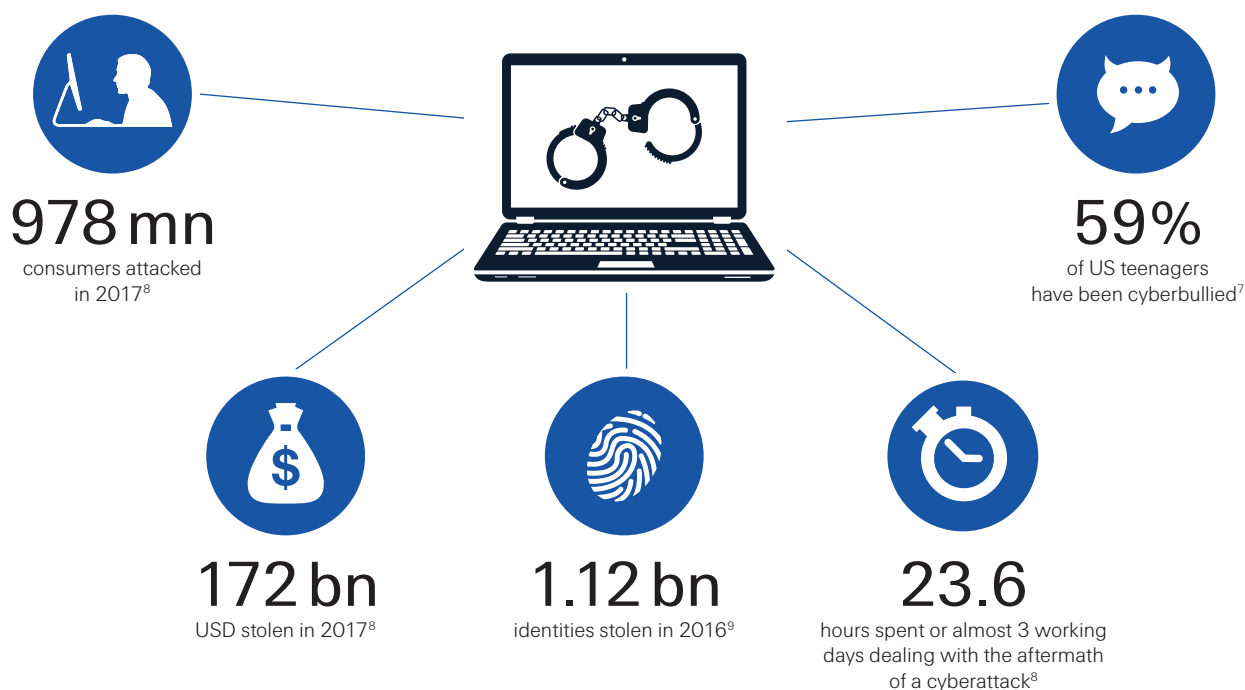 978 mn
consumers attacked
in 2017⁸
59%
of US teenagers
have been cyberbullied⁷
$
172 bn
USD stolen in 2017⁸
1.12 bn
identities stolen in 2016⁹
23.6
hours spent or almost 3 working
days dealing with the aftermath
of a cyberattack⁸